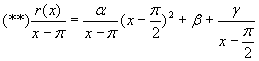 (**) r(x)/(x−π) = α/(x−π) (x−π/2)² + β + γ/(x−π/2)